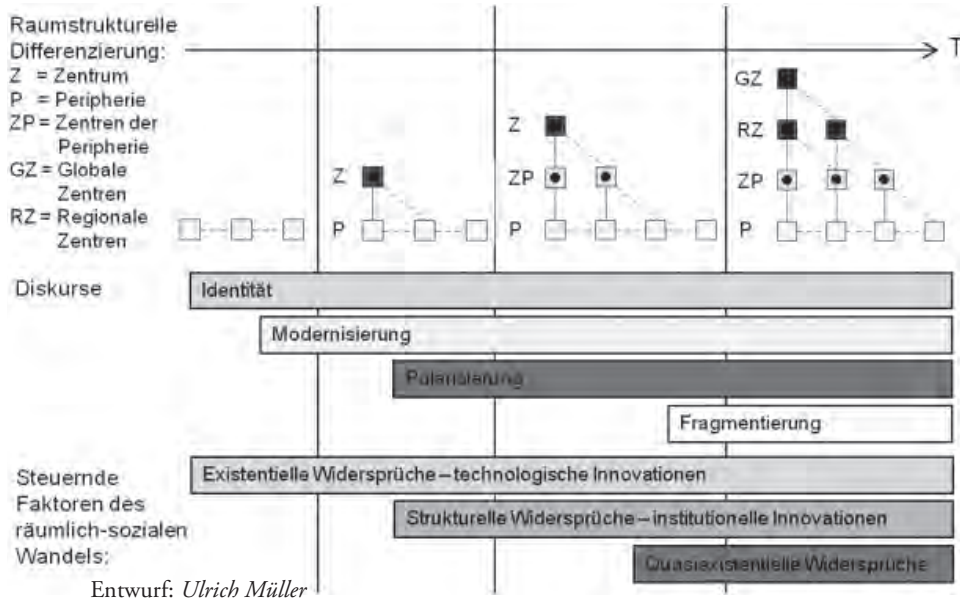 Raumstrukturelle
Differenzierung:
Z = Zentrum
P = Peripherie
ZP = Zentren der
Peripherie
GZ = Globale
Zentren
RZ = Regionale
Zentren
T
Z
P
Z
ZP
P
GZ
RZ
ZP
P
Diskurse
Identität
Modernisierung
Polarisierung
Fragmentierung
Steuernde
Faktoren des
räumlich-sozialen
Wandels:
Existentielle Widersprüche – technologische Innovationen
Strukturelle Widersprüche – institutionelle Innovationen
Quasiexistentielle Widersprüche
Entwurf: Ulrich Müller